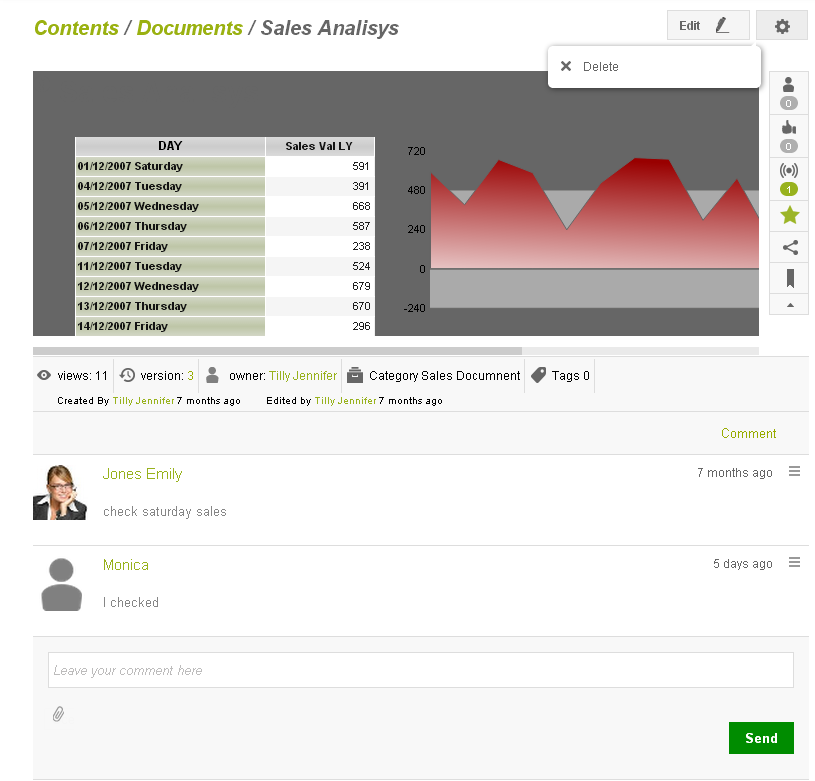 Contents / Documents / Sales Analisys
Edit
Delete
0
0
1
DAY Sales Val LY
01/12/2007 Saturday 591
04/12/2007 Tuesday 391
05/12/2007 Wednesday 668
06/12/2007 Thursday 587
07/12/2007 Friday 238
11/12/2007 Tuesday 524
12/12/2007 Wednesday 679
13/12/2007 Thursday 670
14/12/2007 Friday 296
720
480
240
0
-240
views: 11 version: 3 owner: Tilly Jennifer Category Sales Documnent Tags 0
Created By Tilly Jennifer 7 months ago Edited by Tilly Jennifer 7 months ago
Comment
Jones Emily 7 months ago
check saturday sales
Monica 5 days ago
I checked
Leave your comment here
Send